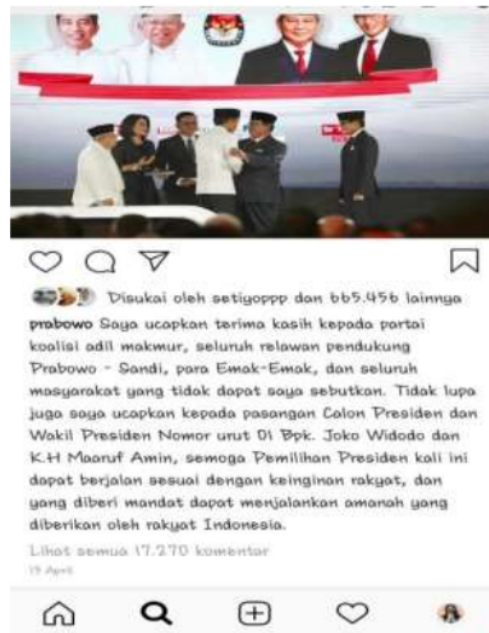 Disukai oleh setiyoppp dan 665.456 lainnya
prabowo Saya ucapkan terima kasih kepada partai
koalisi adil makmur, seluruh relawan pendukung
Prabowo - Sandi, para Emak-Emak, dan seluruh
masyarakat yang tidak dapat saya sebutkan. Tidak lupa
juga saya ucapkan kepada pasangan Calon Presiden dan
Wakil Presiden Nomor urut 01 Bpk. Joko Widodo dan
K.H Maaruf Amin, semoga Pemilihan Presiden kali ini
dapat berjalan sesuai dengan keinginan rakyat, dan
yang diberi mandat dapat menjalankan amanah yang
diberikan oleh rakyat Indonesia.
Lihat semua 17.270 komentar